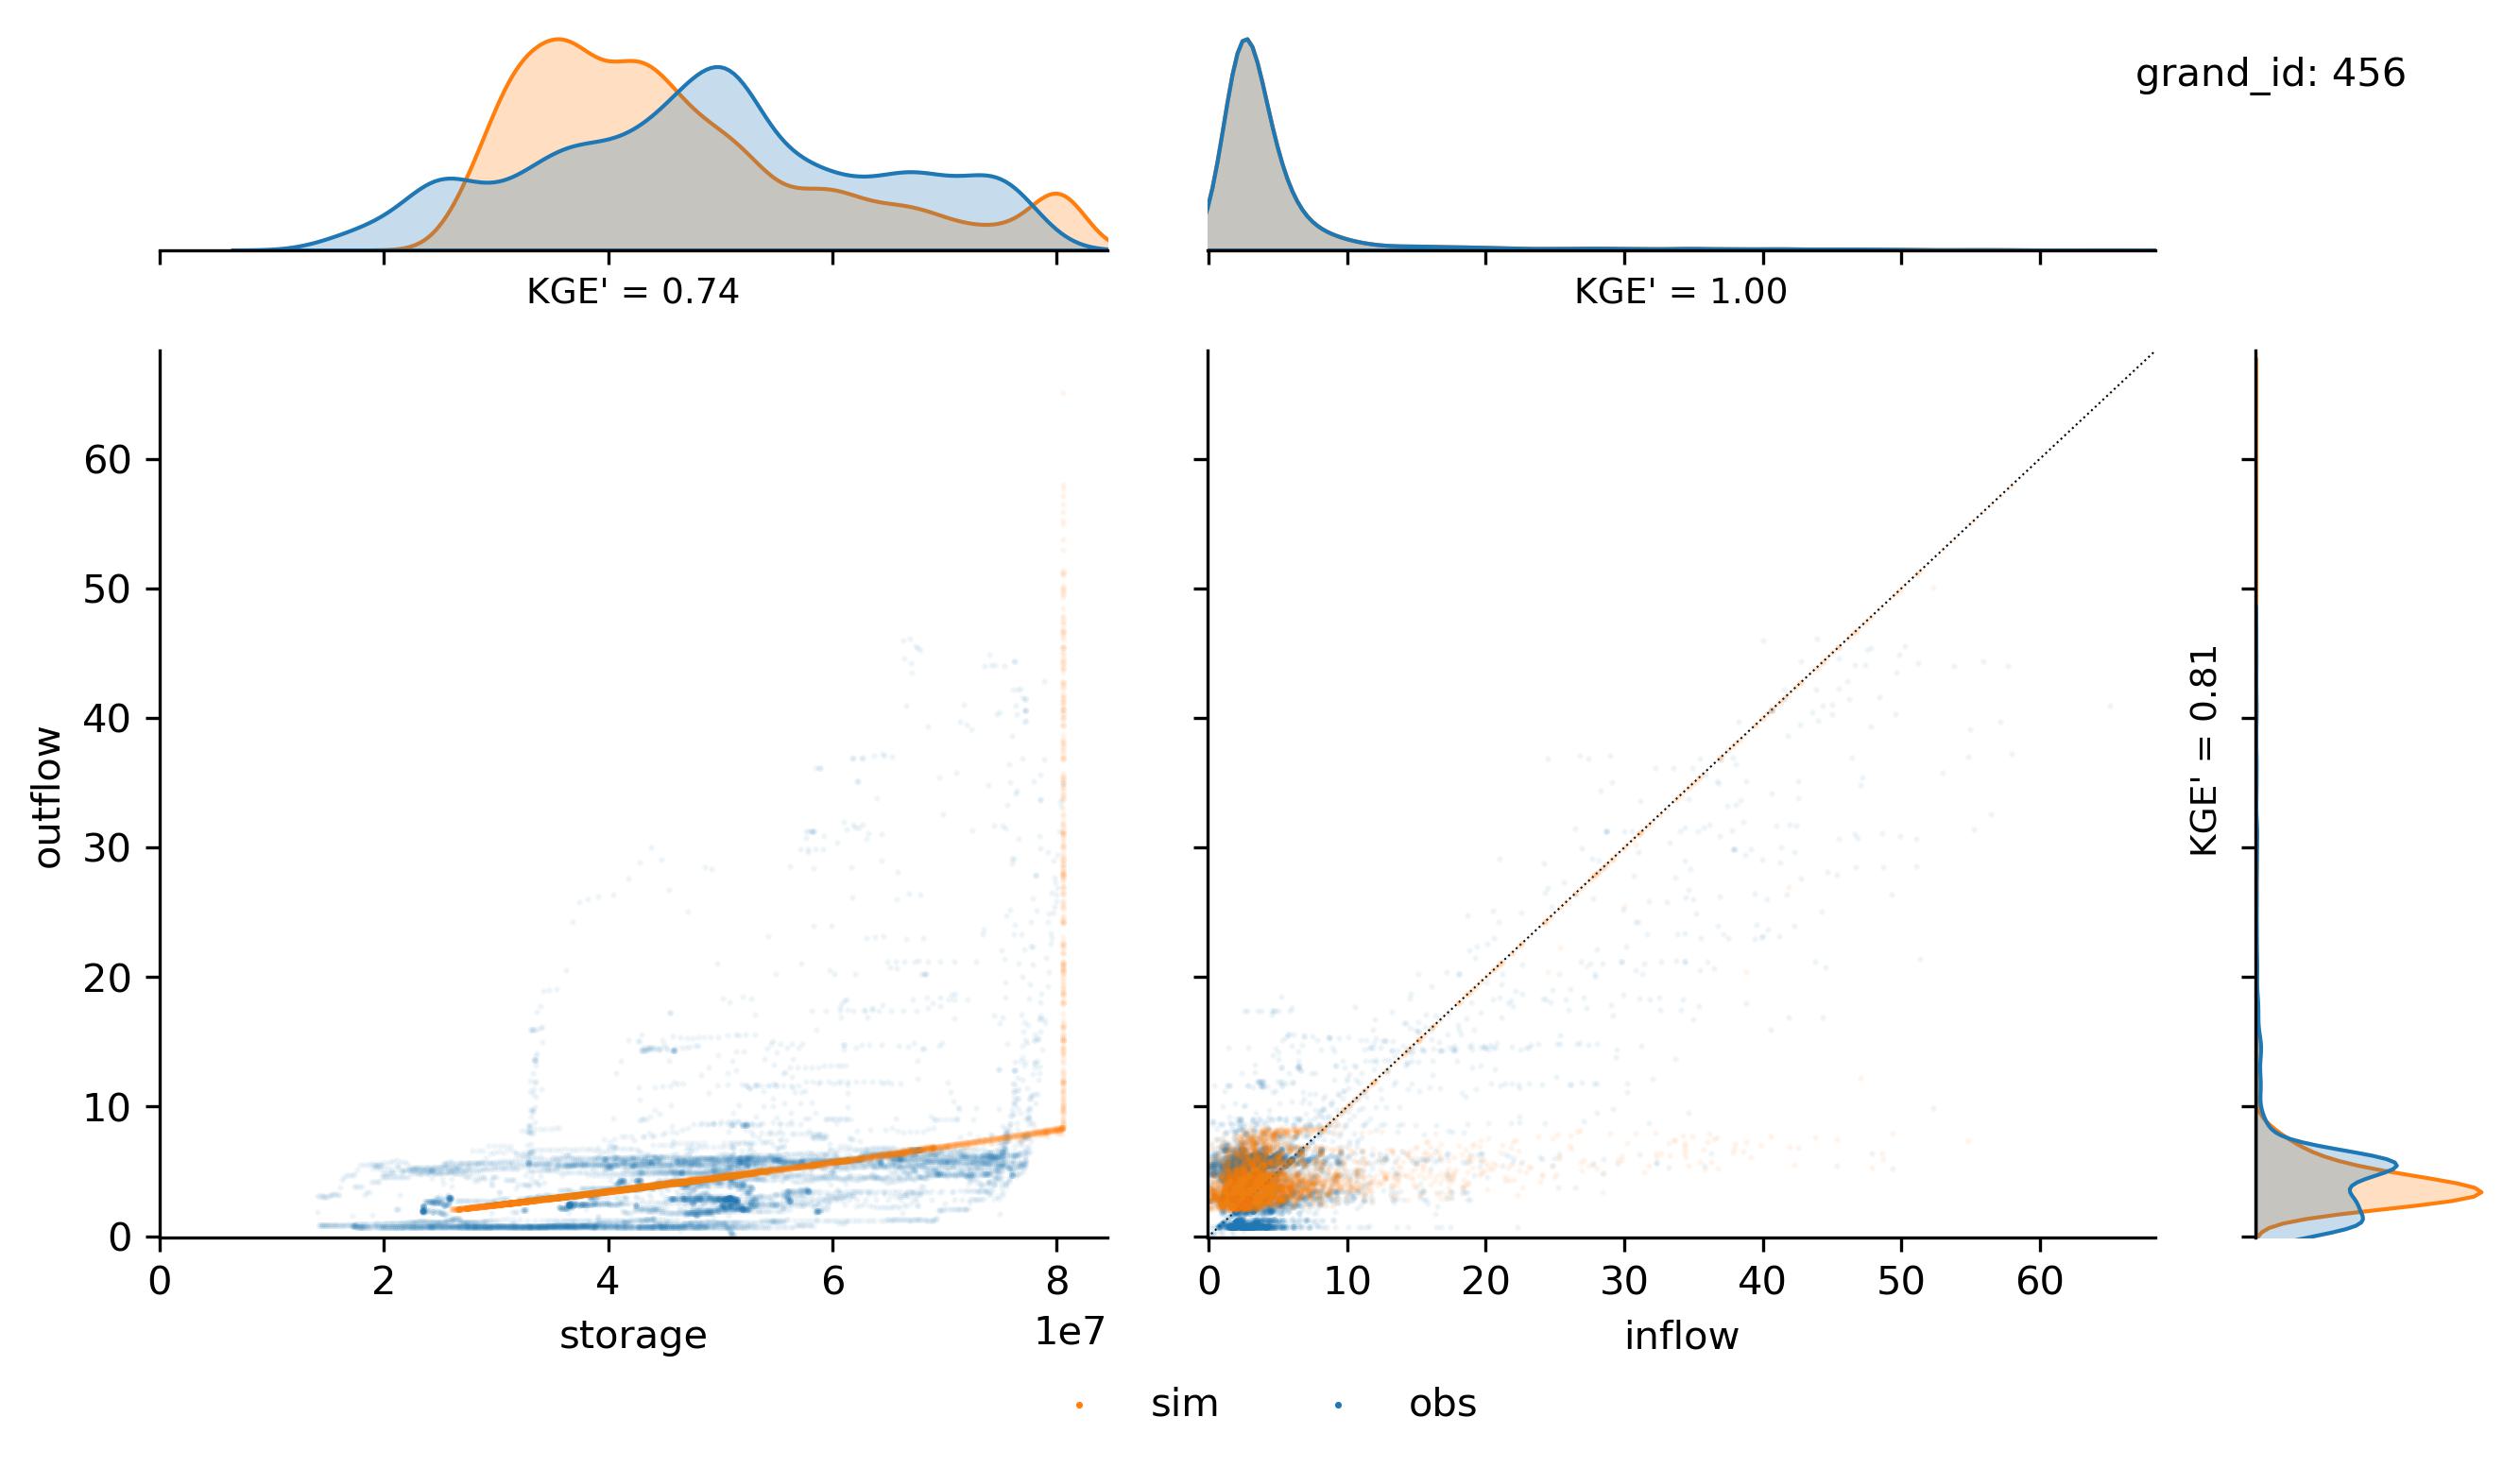 grand_id: 456
KGE' = 0.74
KGE' = 1.00
60
50
40
30
20
10
0
outflow
KGE' = 0.81
0 2 4 6 8
1e7
storage
0 10 20 30 40 50 60
inflow
sim obs